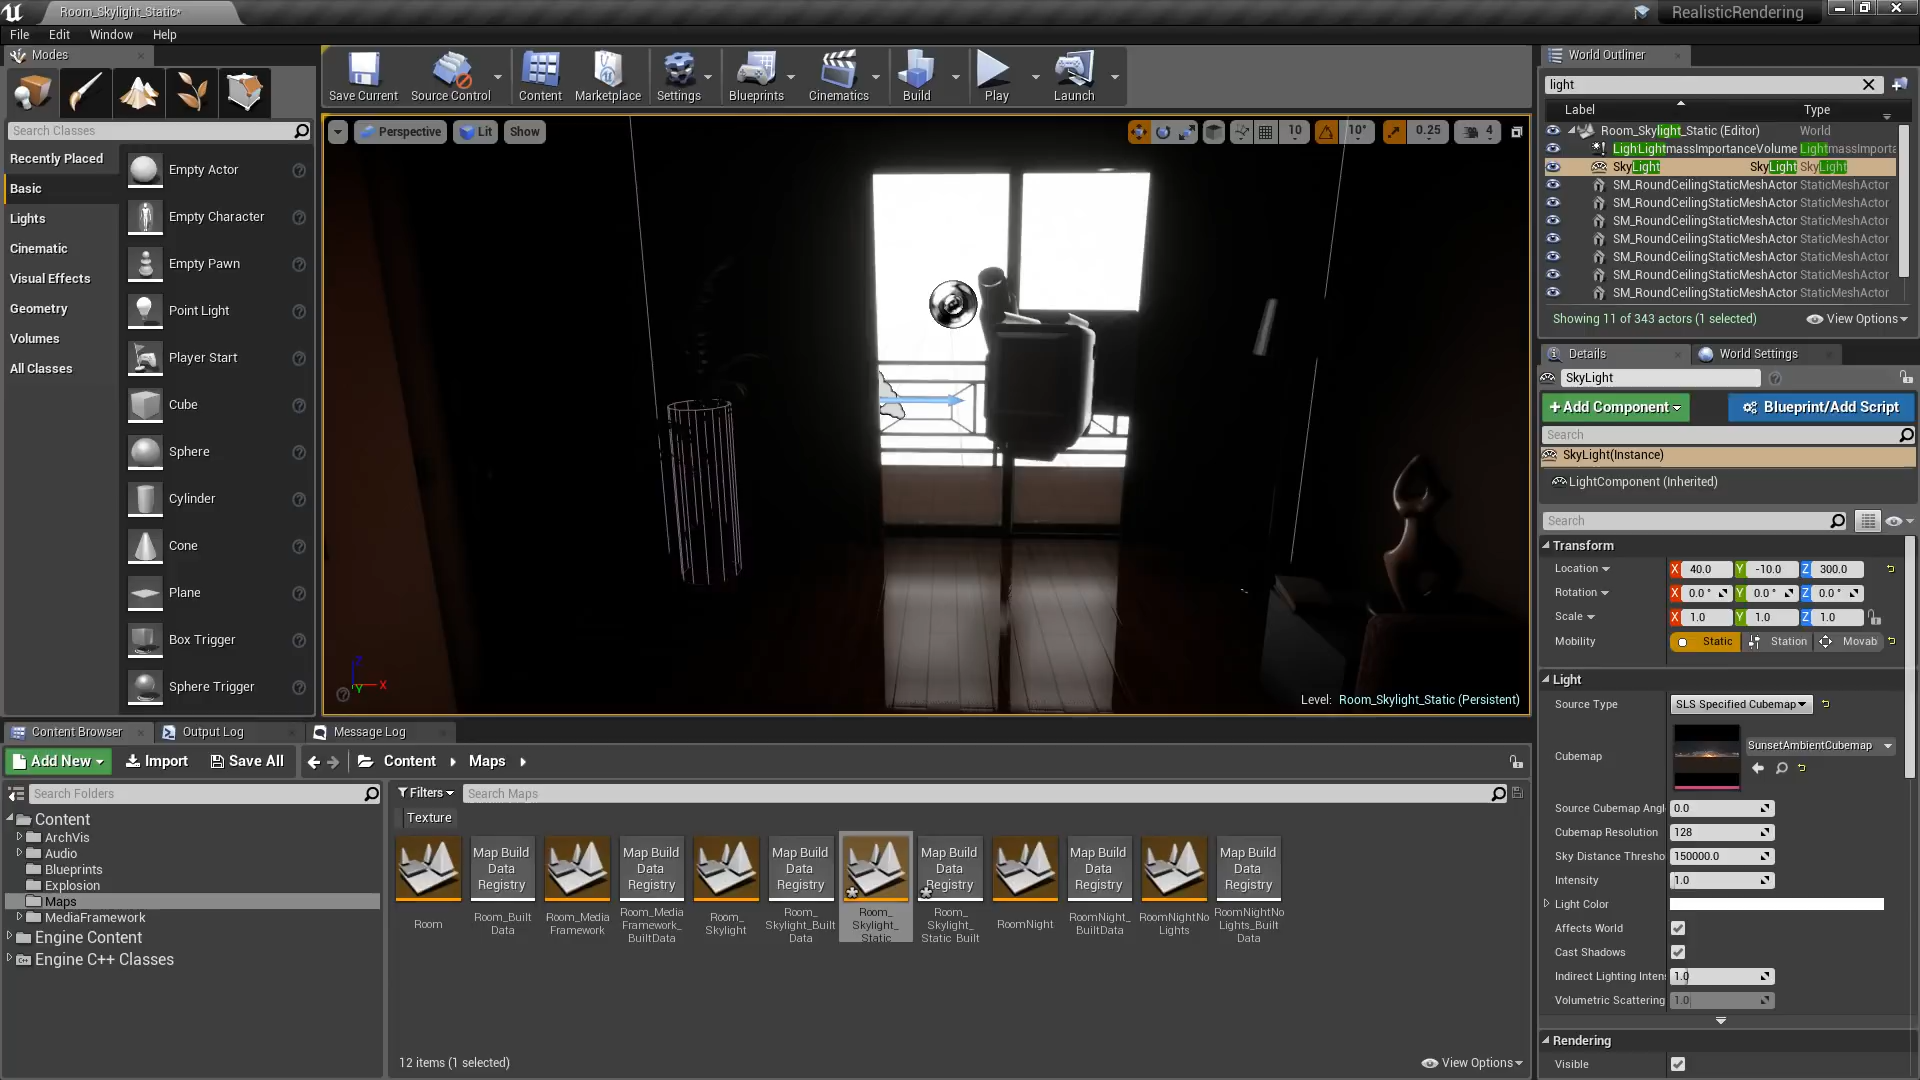 Room_Skylight_Static*
RealisticRendering
File Edit Window Help
Modes
Search Classes
Recently Placed
Basic
Lights
Cinematic
Visual Effects
Geometry
Volumes
All Classes
Empty Actor
Empty Character
Empty Pawn
Point Light
Player Start
Cube
Sphere
Cylinder
Cone
Plane
Box Trigger
Sphere Trigger
Save Current Source Control Content Marketplace Settings Blueprints Cinematics Build Play Launch
Perspective Lit Show
10 10° 0.25 4
Z
X
Y
Level: Room_Skylight_Static (Persistent)
World Outliner
light
Label Type
Room_Skylight_Static (Editor) World
LighLightmassImportanceVolume LightmassImporta
SkyLight SkyLight SkyLight
SM_RoundCeilingStaticMeshActor StaticMeshActor
SM_RoundCeilingStaticMeshActor StaticMeshActor
SM_RoundCeilingStaticMeshActor StaticMeshActor
SM_RoundCeilingStaticMeshActor StaticMeshActor
SM_RoundCeilingStaticMeshActor StaticMeshActor
SM_RoundCeilingStaticMeshActor StaticMeshActor
SM_RoundCeilingStaticMeshActor StaticMeshActor
Showing 11 of 343 actors (1 selected) View Options
Details World Settings
SkyLight
+Add Component Blueprint/Add Script
Search
SkyLight(Instance)
LightComponent (Inherited)
Search
Transform
Location X 40.0 Y -10.0 Z 300.0
Rotation X 0.0 ° Y 0.0 ° Z 0.0 °
Scale X 1.0 Y 1.0 Z 1.0
Mobility Static Station Movab
Light
Source Type SLS Specified Cubemap
Cubemap SunsetAmbientCubemap
Source Cubemap Angl 0.0
Cubemap Resolution 128
Sky Distance Thresho 150000.0
Intensity 1.0
Light Color
Affects World
Cast Shadows
Indirect Lighting Inten 1.0
Volumetric Scattering 1.0
Rendering
Visible
Content Browser Output Log Message Log
Add New Import Save All Content Maps
Search Folders
Content
ArchVis
Audio
Blueprints
Explosion
Maps
MediaFramework
Engine Content
Engine C++ Classes
Filters Search Maps
Texture
Room
Map Build Data Registry
Room_Built Data
Room_Media Framework
Map Build Data Registry
Room_Media Framework_ BuiltData
Room_ Skylight
Map Build Data Registry
Room_ Skylight_Built Data
Room_ Skylight_ Static
Map Build Data Registry
Room_ Skylight_ Static_Built
RoomNight
Map Build Data Registry
RoomNight_ BuiltData
RoomNightNo Lights
Map Build Data Registry
RoomNightNo Lights_Built Data
12 items (1 selected) View Options